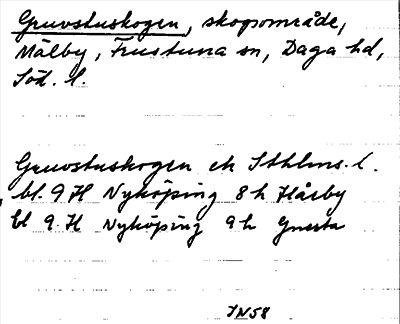 Gruvstuskogen, skogsområde,
Målby, Frustuna sn, Daga hd,
Söd. l.
Gruvstuskogen ek Sthlms. l.
bl. 9 H Nyköping 8 h Hårby
bl 9. H Nyköping 9 h Gnesta
JN58